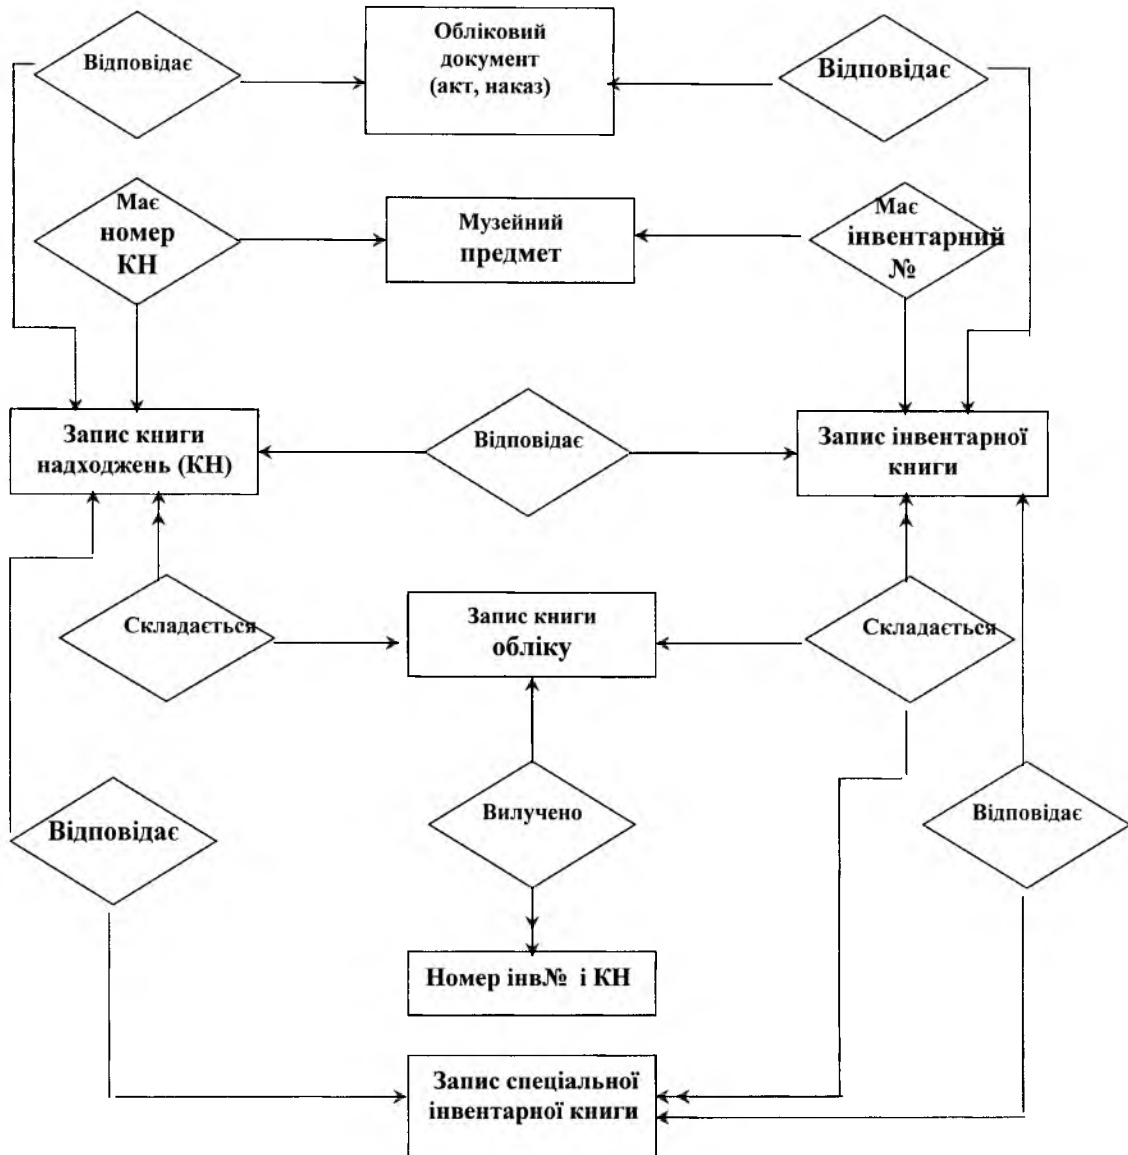 Відповідає
Обліковий
документ
(акт, наказ)
Відповідає
Має
номер
КН
Музейний
предмет
Має
інвентарний
№
Запис книги
надходжень (КН)
Відповідає
Запис інвентарної
книги
Складається
Запис книги
обліку
Складається
Відповідає
Вилучено
Відповідає
Номер інв№ і КН
Запис спеціальної
інвентарної книги